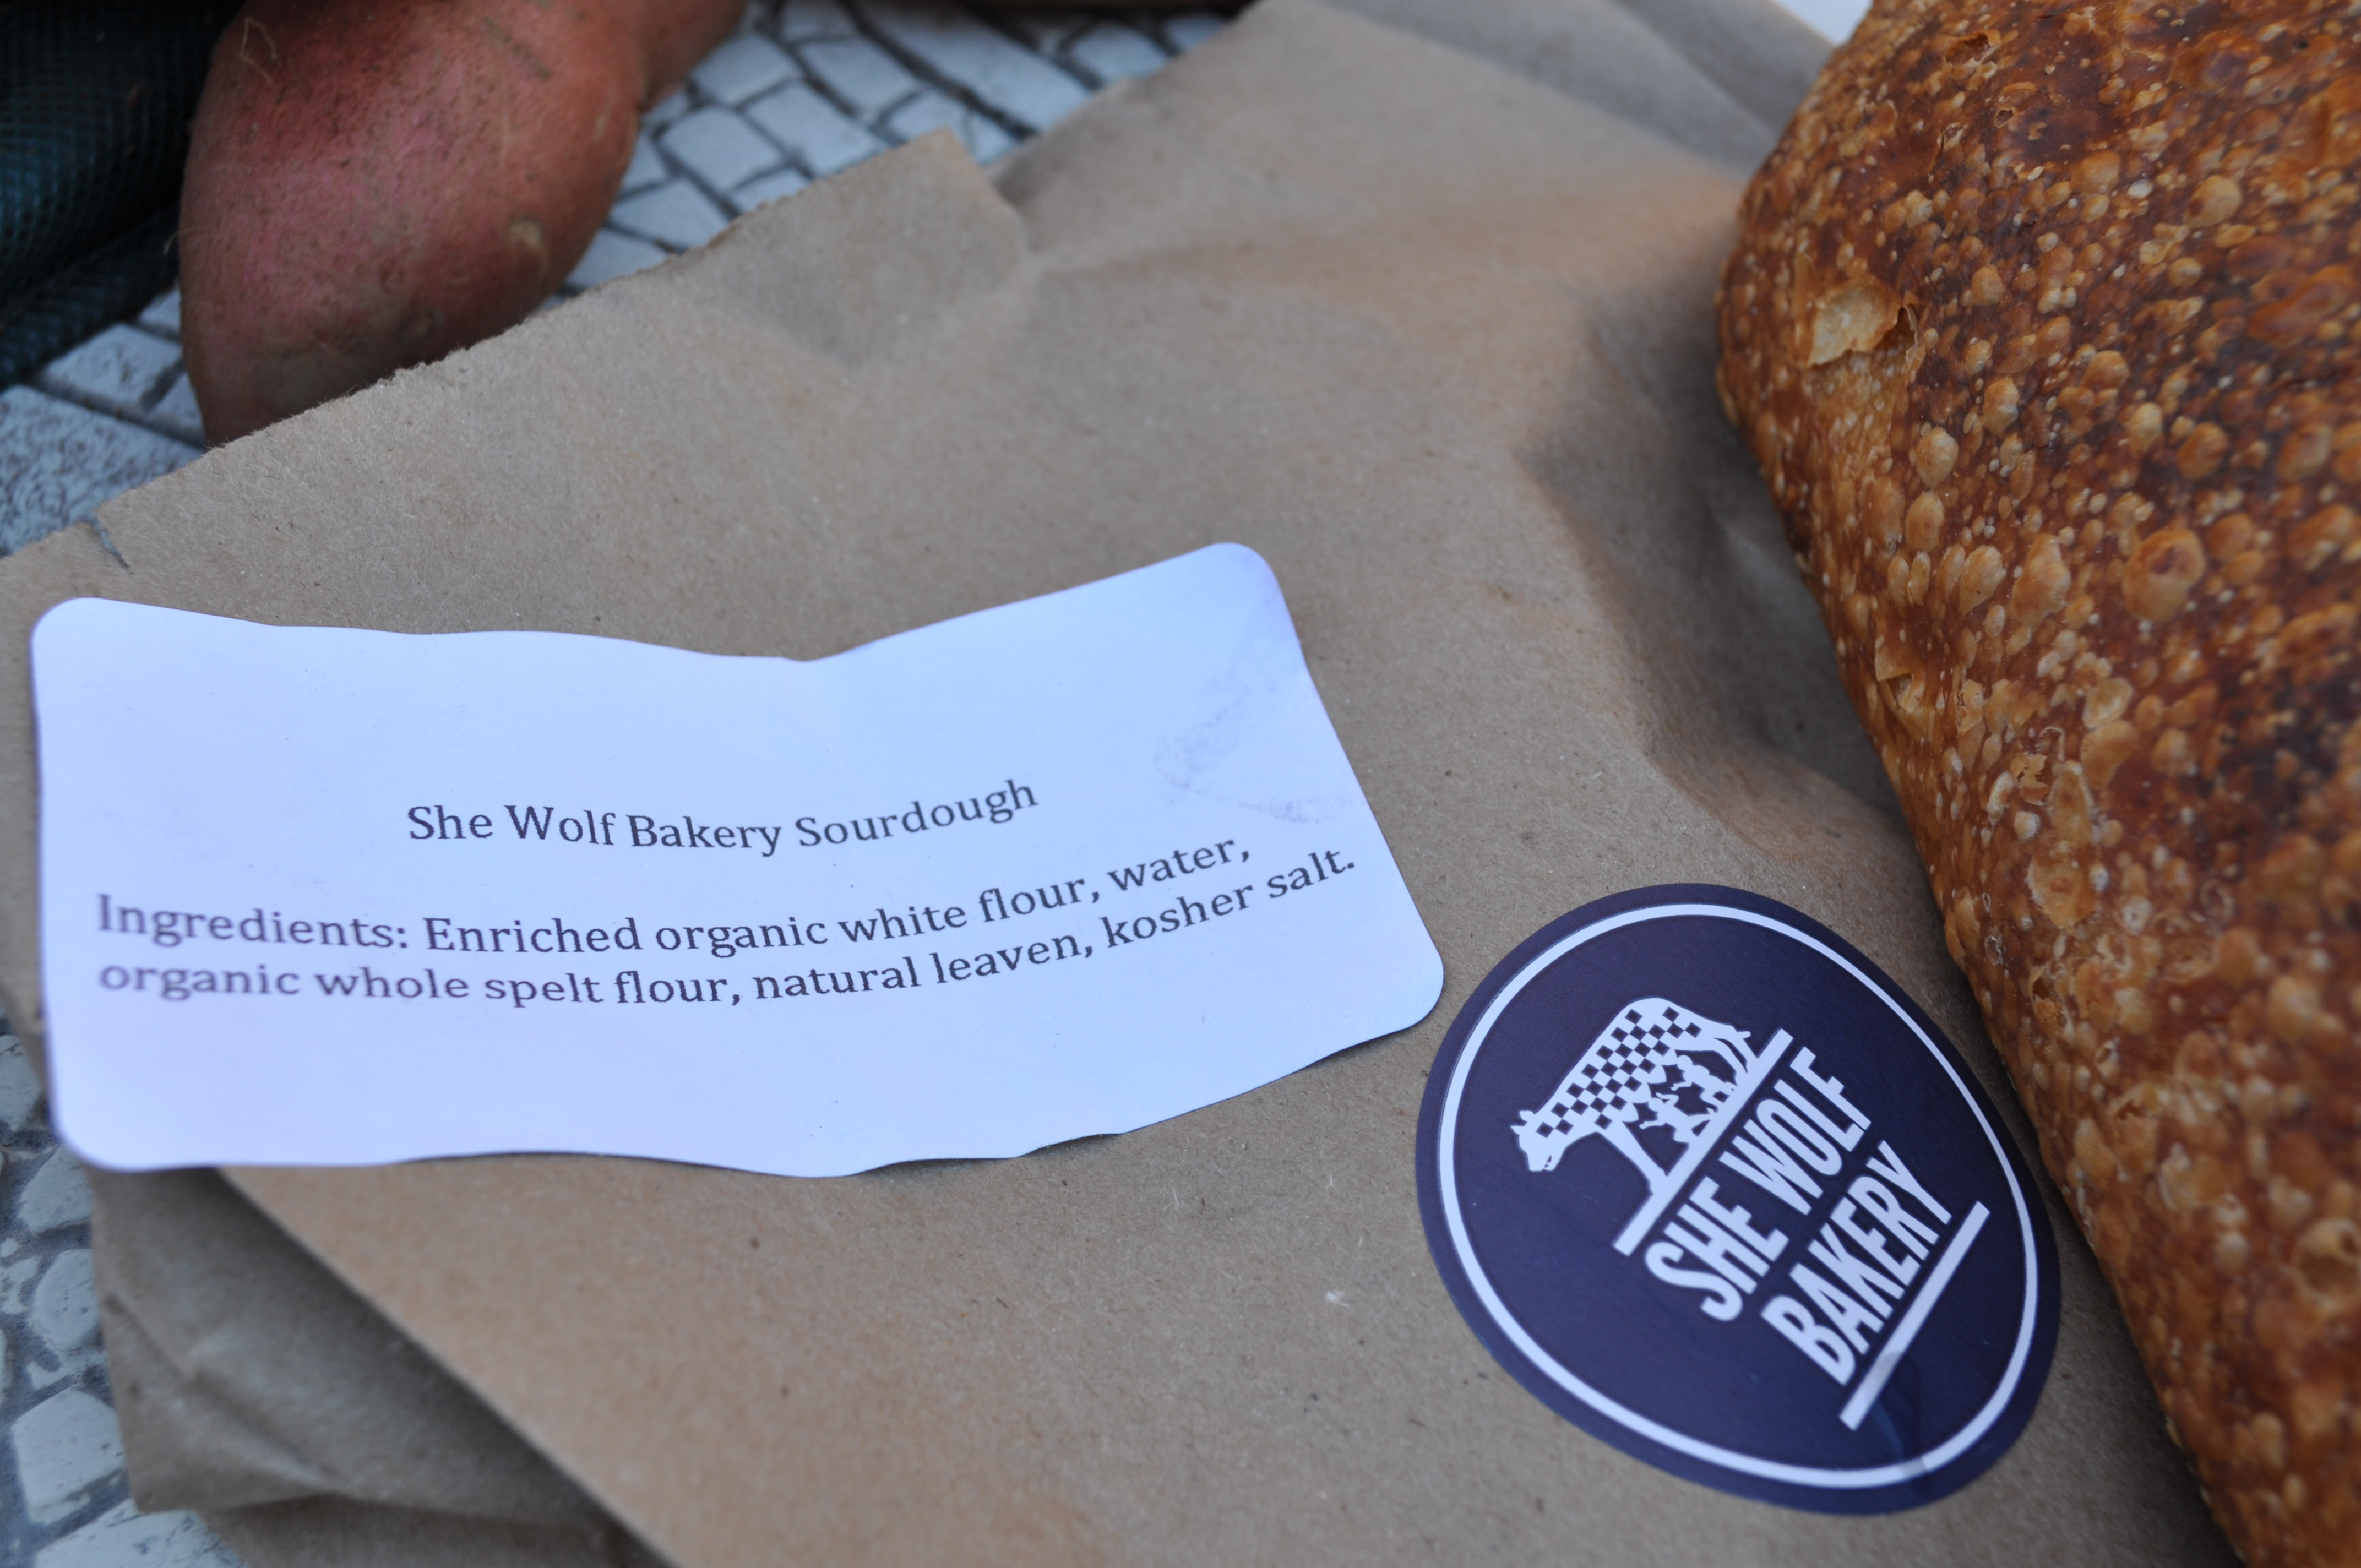 She Wolf Bakery Sourdough
Ingredients: Enriched organic white flour, water,
organic whole spelt flour, natural leaven, kosher salt.
SHE WOLF
BAKERY